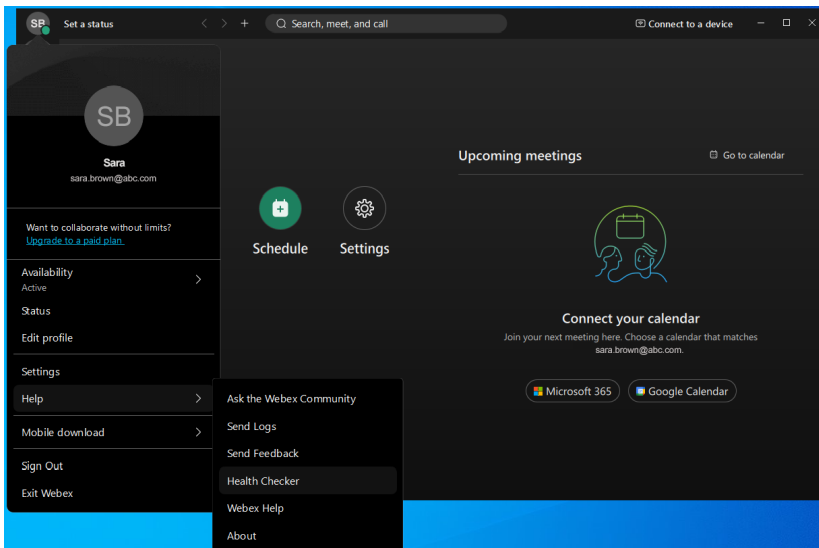 SB
Set a status
Search, meet, and call
Connect to a device
SB
Sara
sara.brown@abc.com
Want to collaborate without limits?
Upgrade to a paid plan.
Availability
Active
Status
Edit profile
Settings
Help
Mobile download
Sign Out
Exit Webex
Ask the Webex Community
Send Logs
Send Feedback
Health Checker
Webex Help
About
Schedule
Settings
Upcoming meetings
Go to calendar
Connect your calendar
Join your next meeting here. Choose a calendar that matches
sara.brown@abc.com.
Microsoft 365
Google Calendar